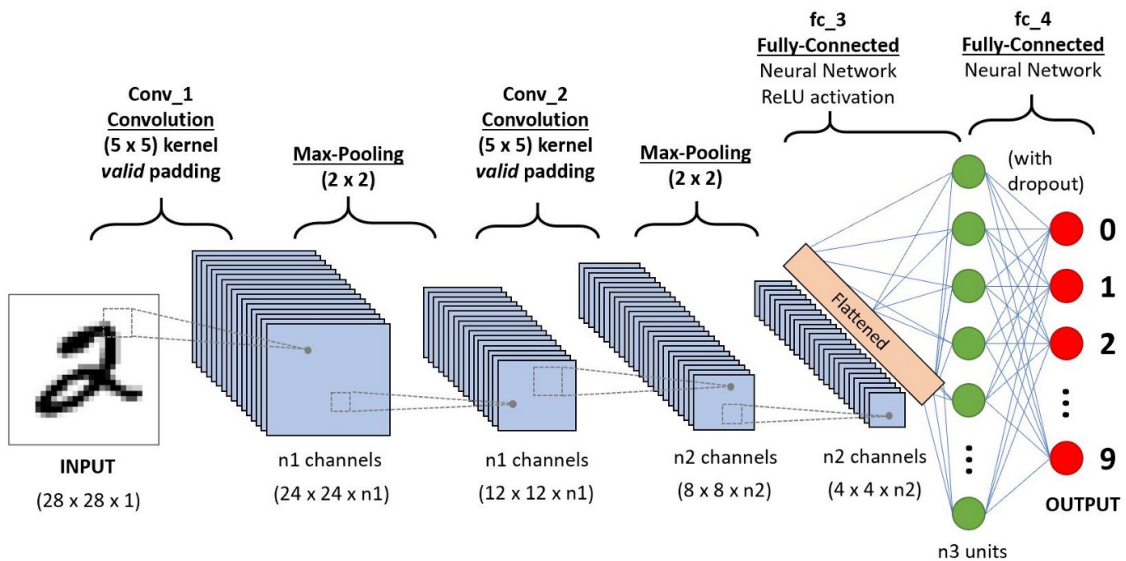 fc_3
Fully-Connected
Neural Network
ReLU activation
fc_4
Fully-Connected
Neural Network
Conv_1
Convolution
(5 x 5) kernel
valid padding
Max-Pooling
(2 x 2)
Conv_2
Convolution
(5 x 5) kernel
valid padding
Max-Pooling
(2 x 2)
(with
dropout)
Flattened
0
1
2
9
OUTPUT
INPUT
(28 x 28 x 1)
n1 channels
(24 x 24 x n1)
n1 channels
(12 x 12 x n1)
n2 channels
(8 x 8 x n2)
n2 channels
(4 x 4 x n2)
n3 units
2